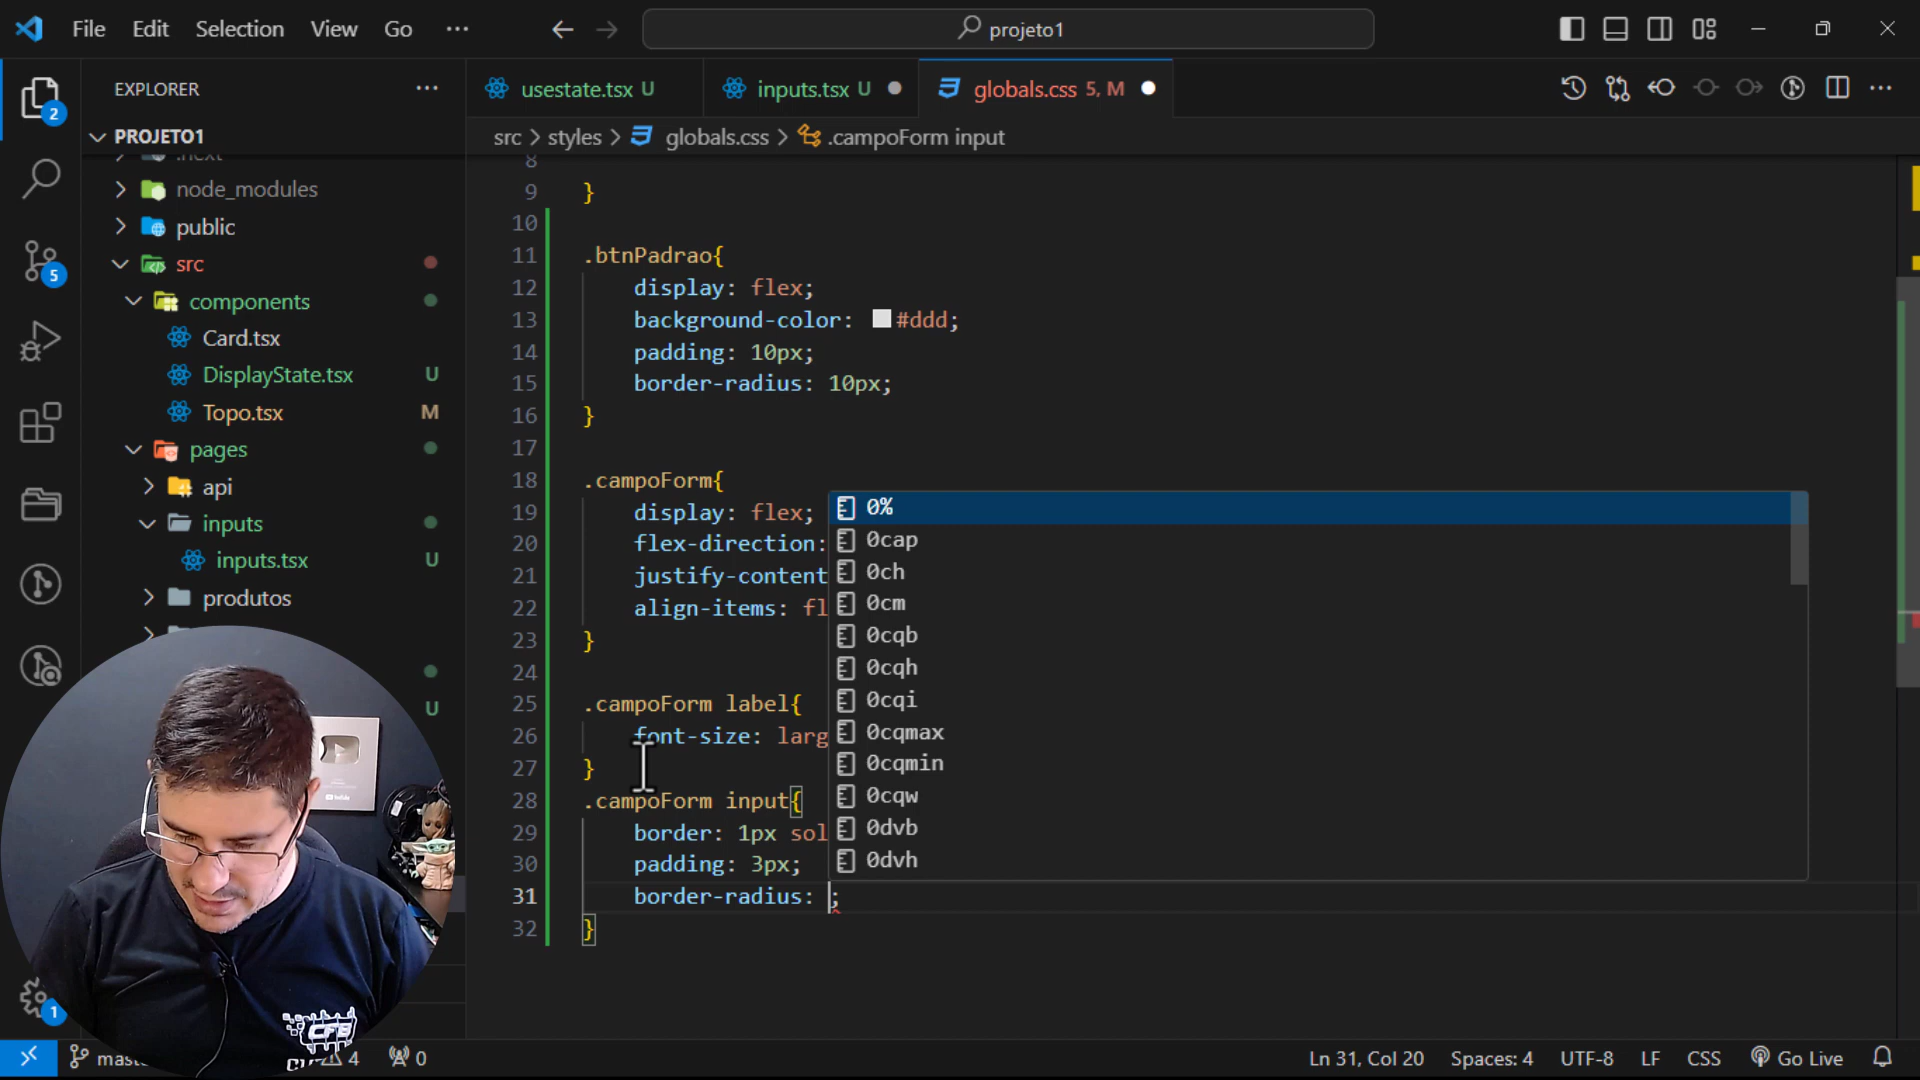 File Edit Selection View Go ··· projeto1
EXPLORER ···
usestate.tsx U
inputs.tsx U
globals.css 5, M
PROJETO1
src > styles > globals.css > .campoForm input
.next
node_modules
public
src
components
Card.tsx
DisplayState.tsx U
Topo.tsx M
pages
api
inputs
inputs.tsx U
produtos
U
2
5
1
8
9 }
10
11 .btnPadrao{
12 display: flex;
13 background-color: #ddd;
14 padding: 10px;
15 border-radius: 10px;
16 }
17
18 .campoForm{
19 display: flex;
20 flex-direction:
21 justify-content
22 align-items: fl
23 }
24
25 .campoForm label{
26 font-size: larg
27 }
28 .campoForm input{
29 border: 1px sol
30 padding: 3px;
31 border-radius: ;
32 }
0%
0cap
0ch
0cm
0cqb
0cqh
0cqi
0cqmax
0cqmin
0cqw
0dvb
0dvh
CFB
4 0 Ln 31, Col 20 Spaces: 4 UTF-8 LF CSS Go Live